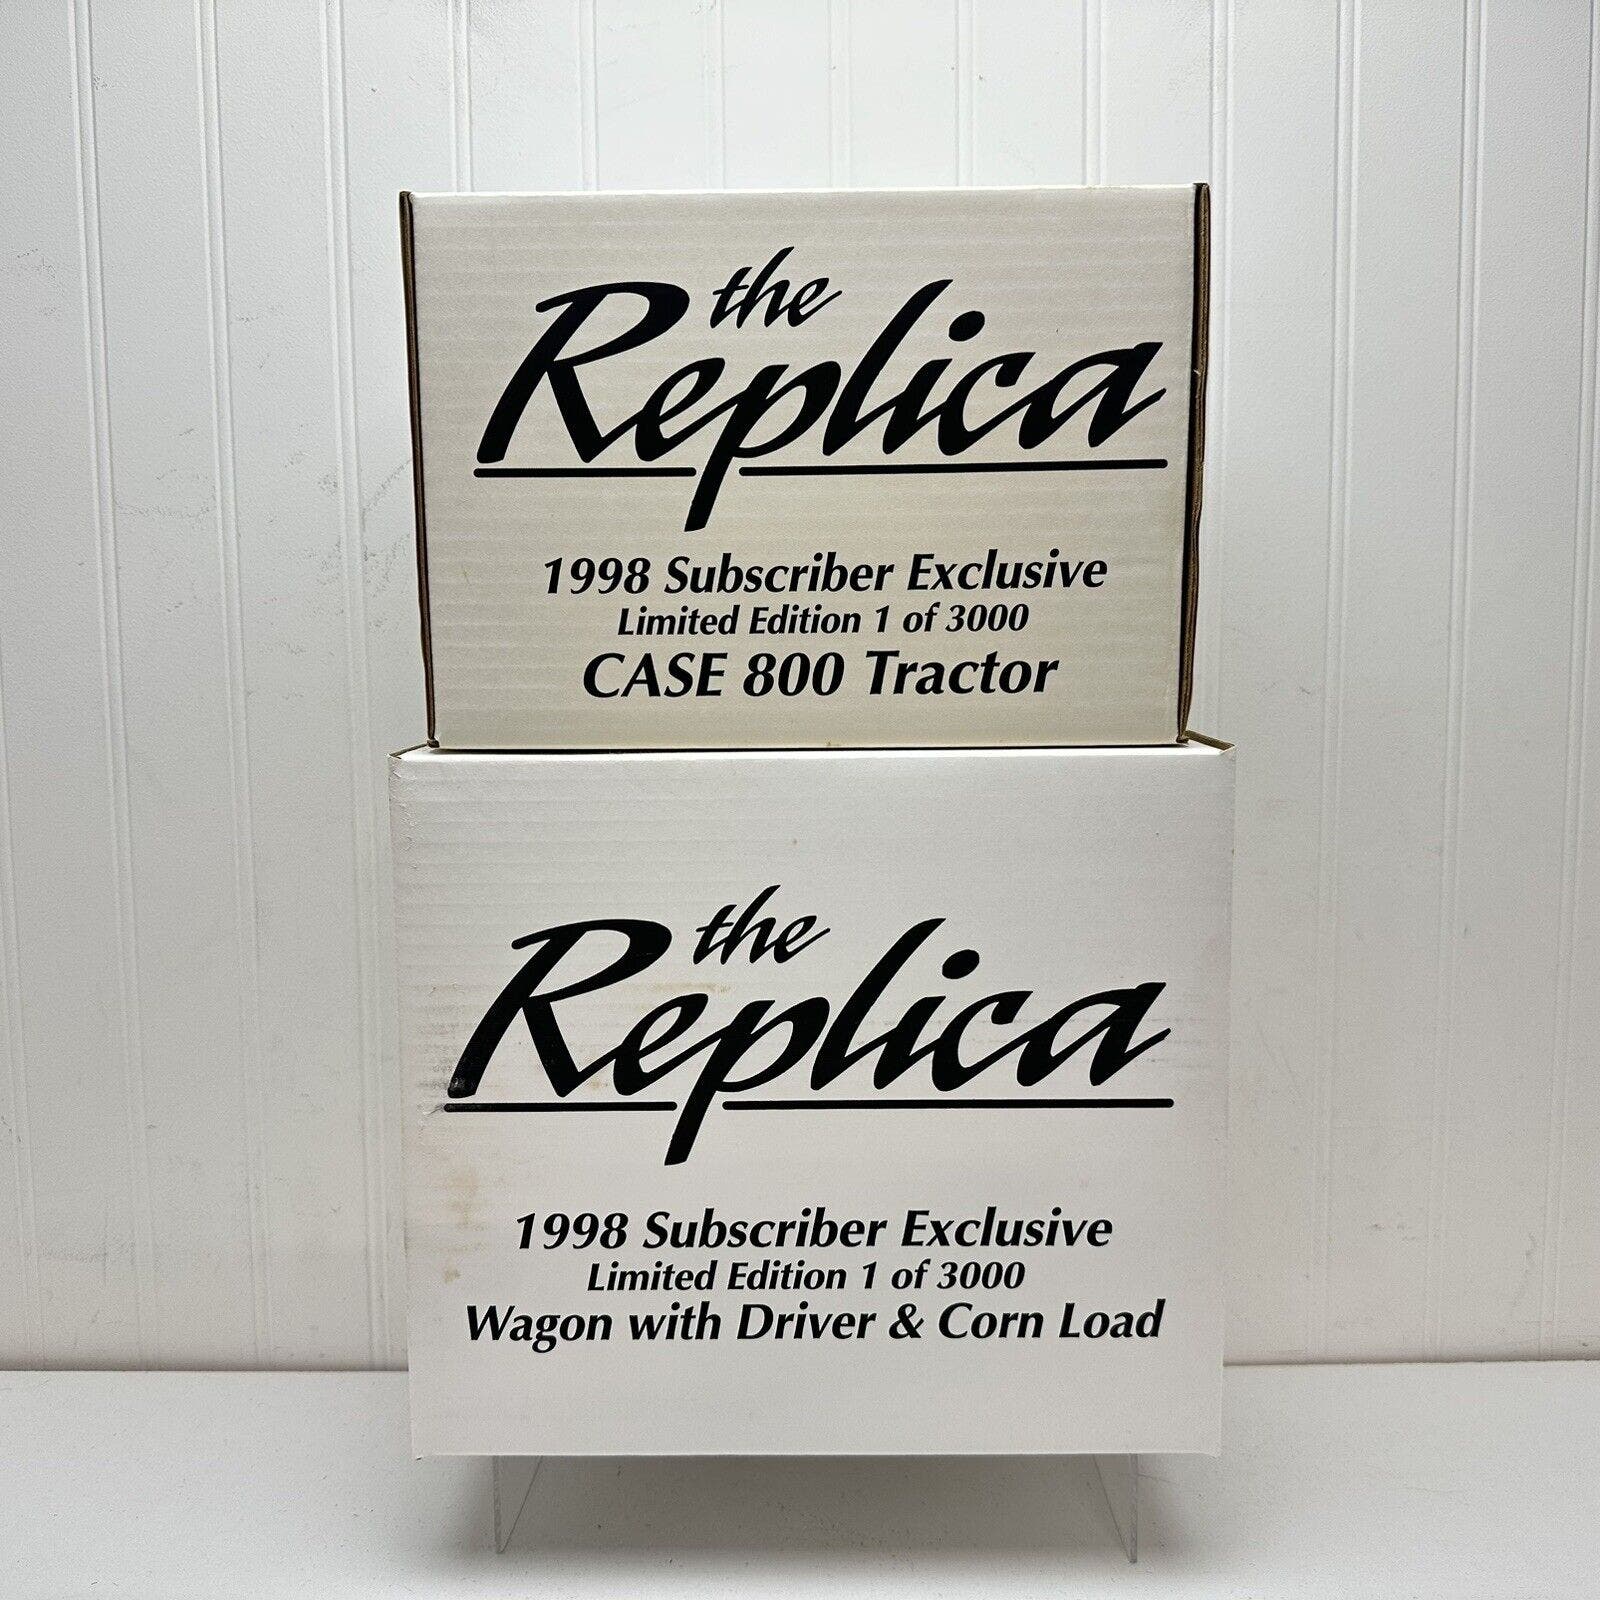 the
Replica
1998 Subscriber Exclusive
Limited Edition 1 of 3000
CASE 800 Tractor
the
Replica
1998 Subscriber Exclusive
Limited Edition 1 of 3000
Wagon with Driver & Corn Load